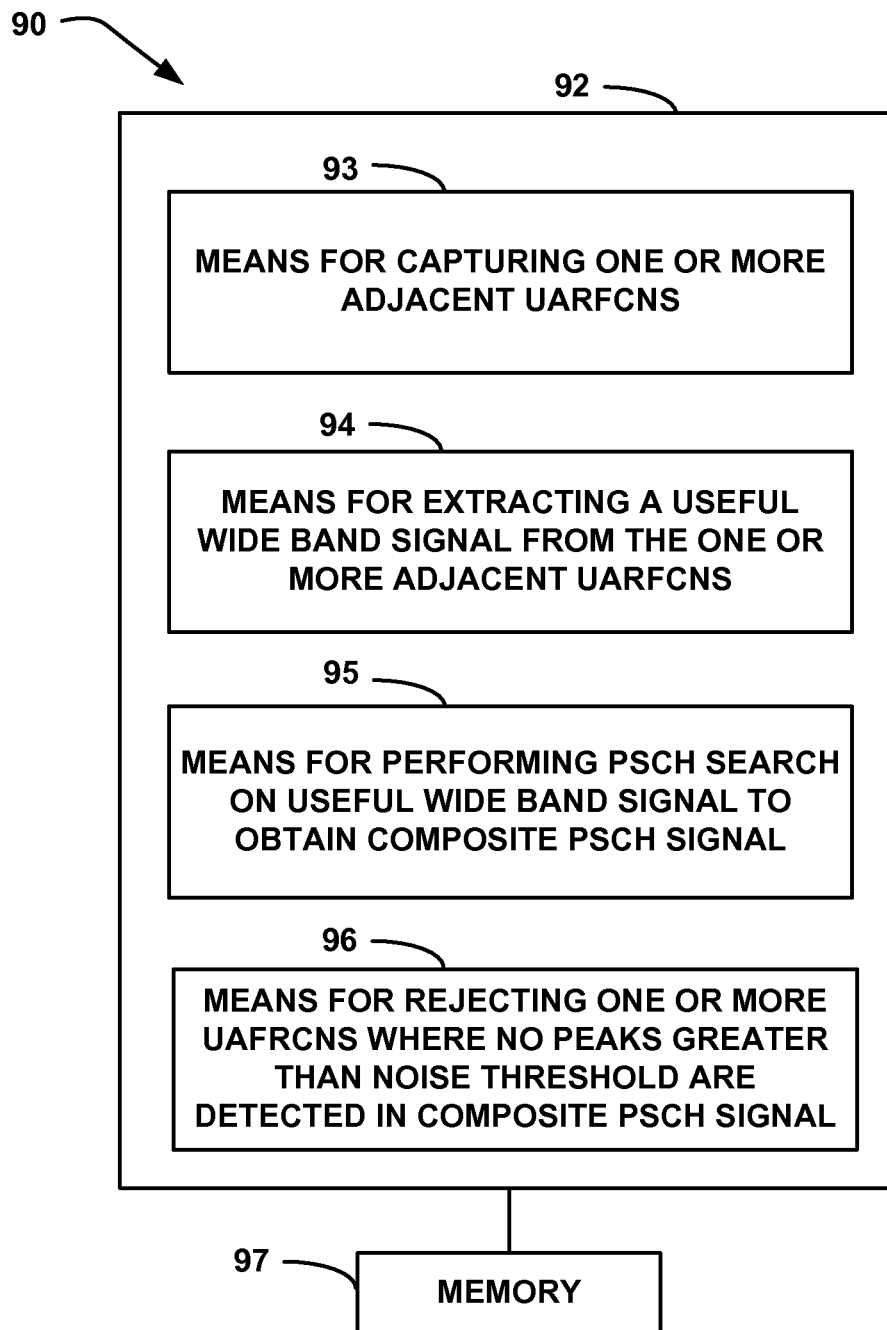 90
92
93
MEANS FOR CAPTURING ONE OR MORE
ADJACENT UARFCNS
94
MEANS FOR EXTRACTING A USEFUL
WIDE BAND SIGNAL FROM THE ONE OR
MORE ADJACENT UARFCNS
95
MEANS FOR PERFORMING PSCH SEARCH
ON USEFUL WIDE BAND SIGNAL TO
OBTAIN COMPOSITE PSCH SIGNAL
96
MEANS FOR REJECTING ONE OR MORE
UAFRCNS WHERE NO PEAKS GREATER
THAN NOISE THRESHOLD ARE
DETECTED IN COMPOSITE PSCH SIGNAL
97
MEMORY